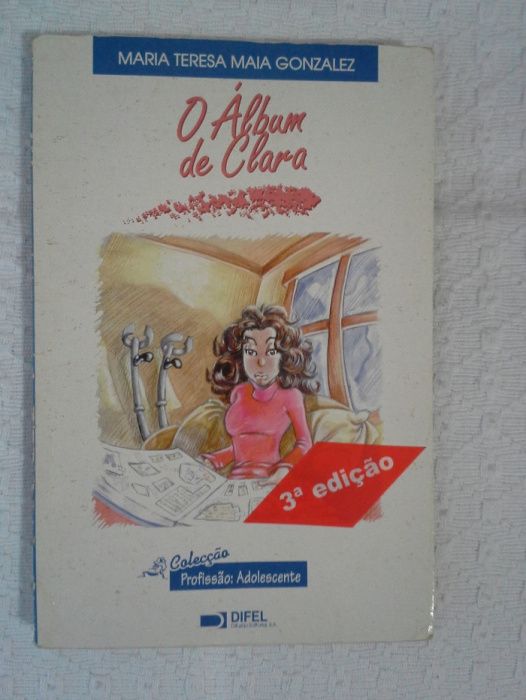 MARIA TERESA MAIA GONZALEZ
O Álbum
de Clara
3ª edição
Colecção
Profissão: Adolescente
DIFEL